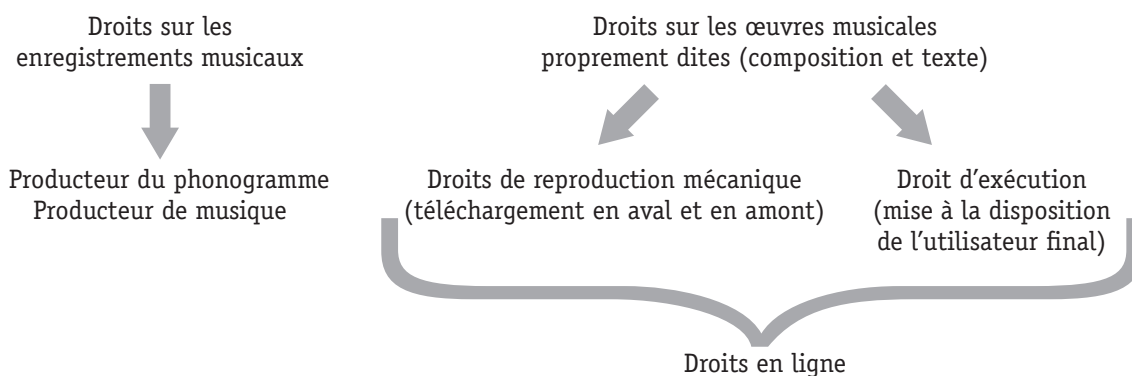 Droits sur les
enregistrements musicaux
Droits sur les œuvres musicales
proprement dites (composition et texte)
Producteur du phonogramme
Producteur de musique
Droits de reproduction mécanique
(téléchargement en aval et en amont)
Droit d’exécution
(mise à la disposition
de l’utilisateur final)
Droits en ligne